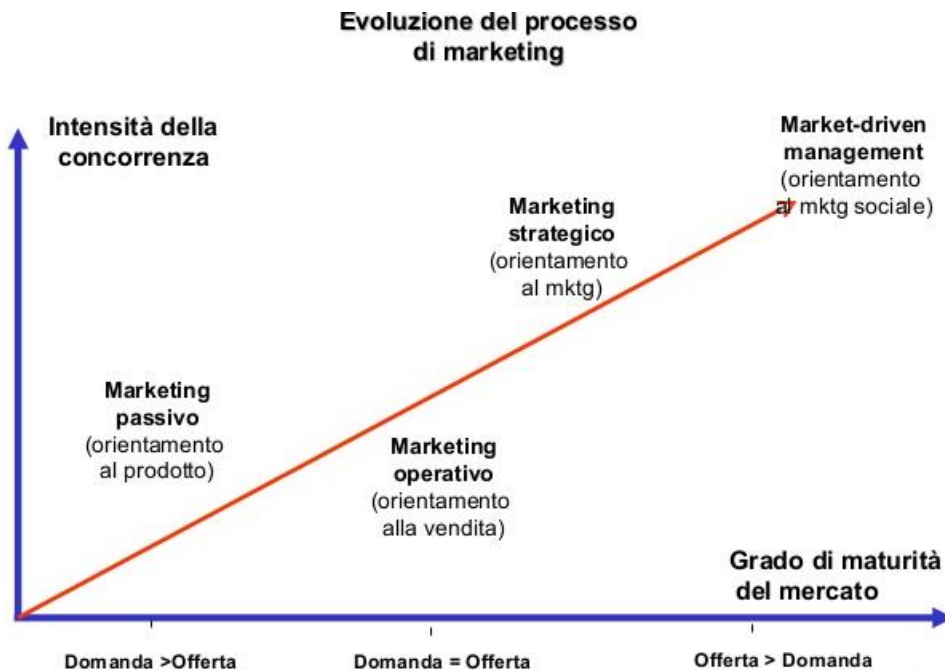 Evoluzione del processo
di marketing
Intensità della
concorrenza
Market-driven
management
(orientamento
al mktg sociale)
Marketing
strategico
(orientamento
al mktg)
Marketing
passivo
(orientamento
al prodotto)
Marketing
operativo
(orientamento
alla vendita)
Grado di maturità
del mercato
Domanda >Offerta
Domanda = Offerta
Offerta > Domanda